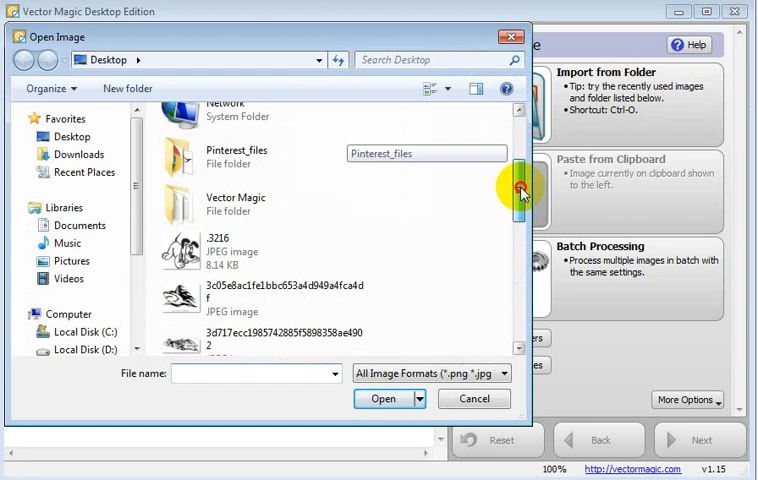 Vector Magic Desktop Edition
Open Image
Desktop
Search Desktop
Organize
New folder
Favorites
Desktop
Downloads
Recent Places
Libraries
Documents
Music
Pictures
Videos
Computer
Local Disk (C:)
Local Disk (D:)
Network
System Folder
Pinterest_files
File folder
Pinterest_files
Vector Magic
File folder
.3216
JPEG image
8.14 KB
3c05e8ac1fe1bbc653a4d949a4fca4d
f
JPEG image
3d717ecc1985742885f5898358ae490
2
File name:
All Image Formats (*.png *.jpg
Open
Cancel
Help
Import from Folder
• Tip: try the recently used images
and folder listed below.
• Shortcut: Ctrl-O.
Paste from Clipboard
• Image currently on clipboard shown
to the left.
Batch Processing
• Process multiple images in batch with
the same settings.
More Options
Reset
Back
Next
100%
http://vectormagic.com
v1.15